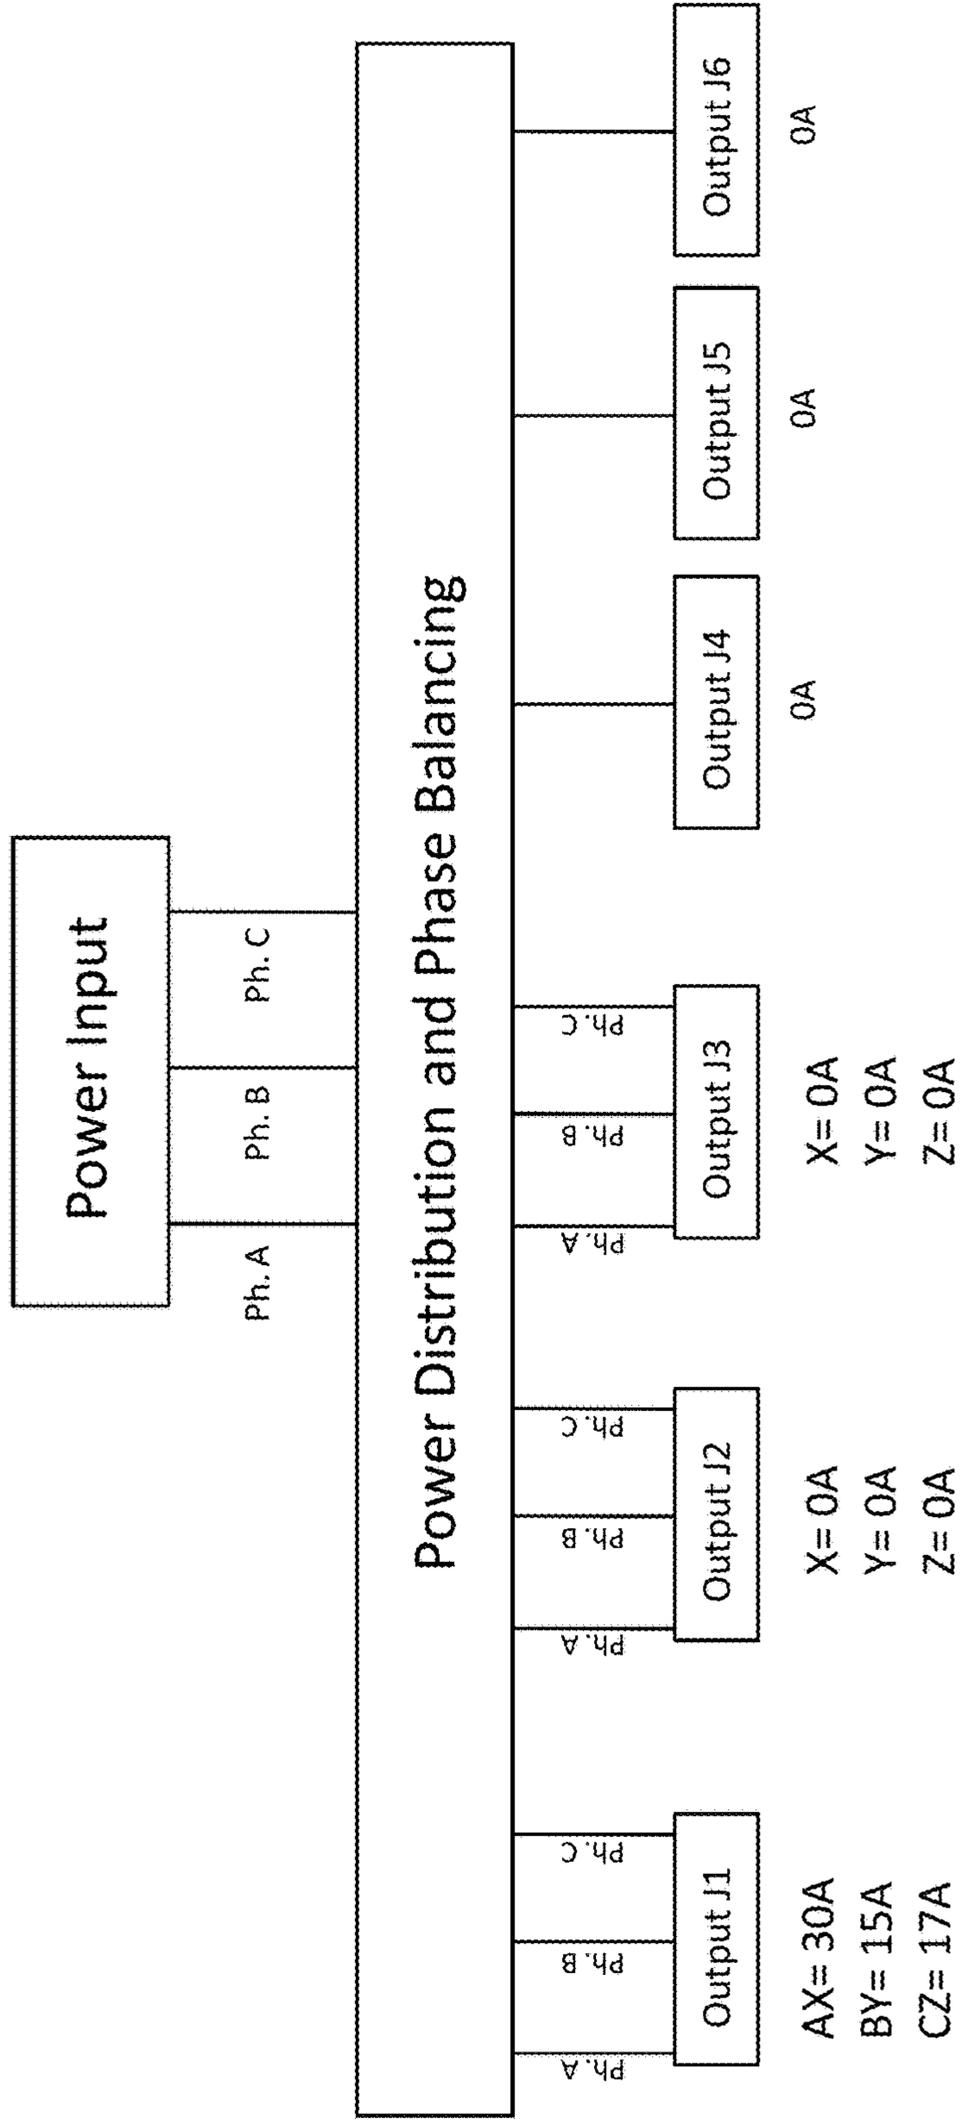 Power Input
Ph. A
Ph. B
Ph. C
Power Distribution and Phase Balancing
Ph. A
Ph. B
Ph. C
Ph. A
Ph. B
Ph. C
Ph. A
Ph. B
Ph. C
Output J1
Output J2
Output J3
Output J4
Output J5
Output J6
AX= 30A
BY= 15A
CZ= 17A
X= 0A
Y= 0A
Z= 0A
X= 0A
Y= 0A
Z= 0A
0A
0A
0A